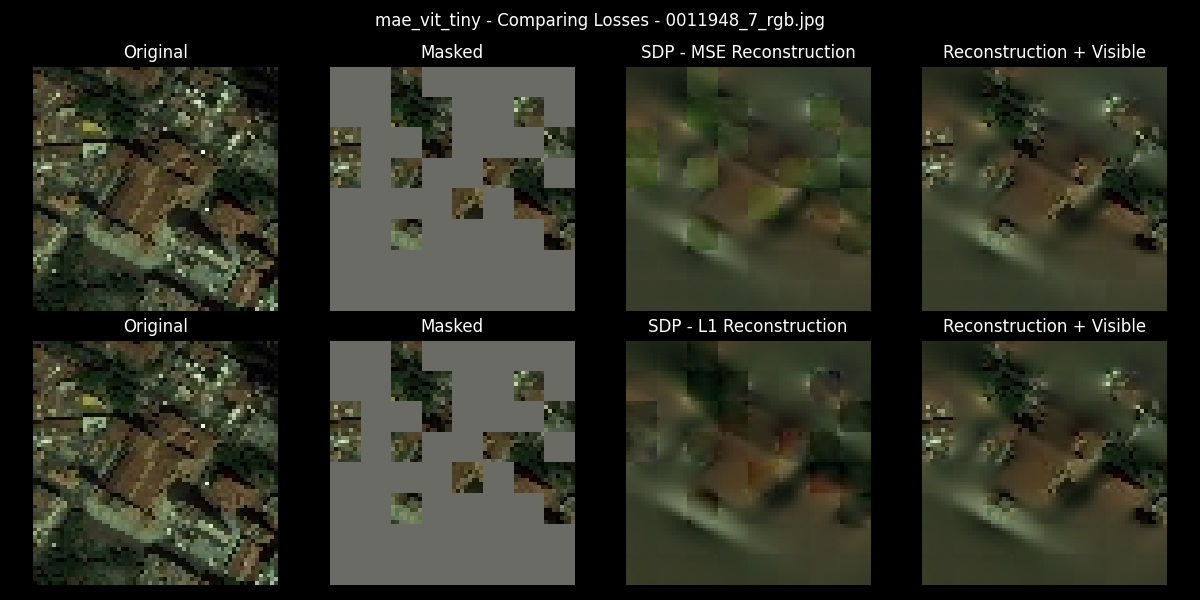 mae_vit_tiny - Comparing Losses - 0011948_7_rgb.jpg
Original
Masked
SDP - MSE Reconstruction
Reconstruction + Visible
Original
Masked
SDP - L1 Reconstruction
Reconstruction + Visible